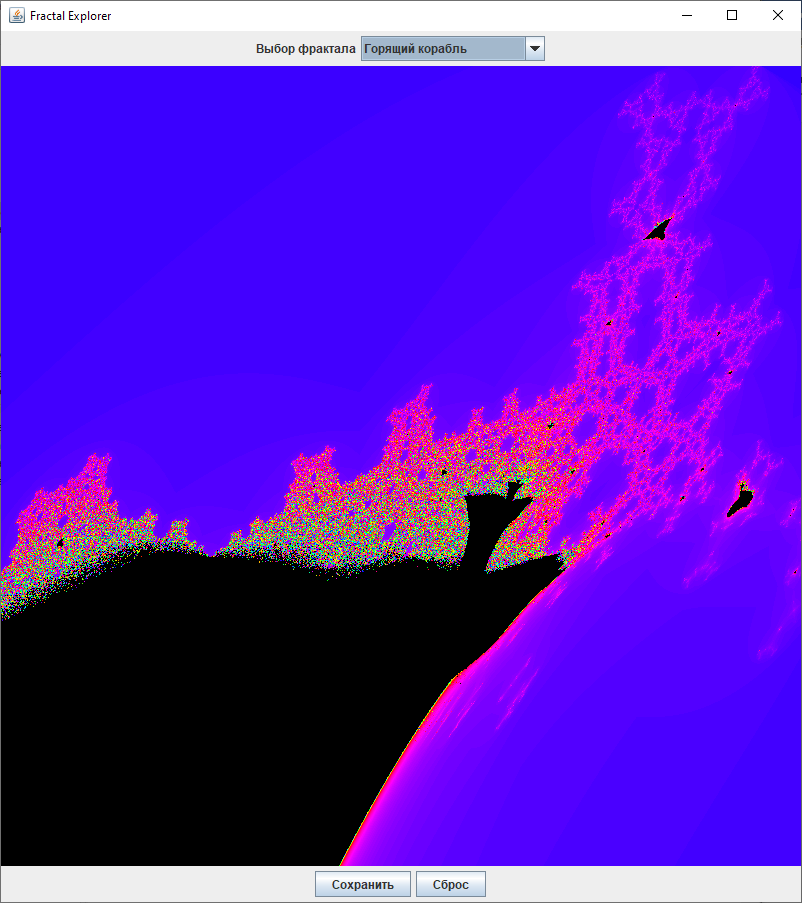 Fractal Explorer
Выбор фрактала Горящий корабль
Сохранить Сброс